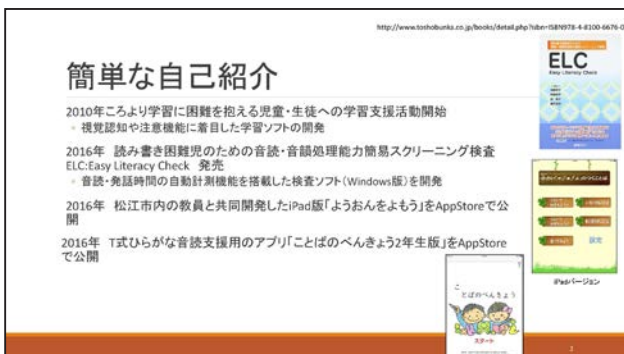 http://www.toshobunka.co.jp/books/detail.php?isbn=ISBN978-4-8100-6676-0
簡単な自己紹介
2010年ころより学習に困難を抱える児童・生徒への学習支援活動開始
▪ 視覚認知や注意機能に着目した学習ソフトの開発
2016年　読み書き困難児のための音読・音韻処理能力簡易スクリーニング検査
ELC:Easy Literacy Check　発売
▪ 音読・発話時間の自動計測機能を搭載した検査ソフト(Windows版)を開発
2016年　松江市内の教員と共同開発したiPad版「ようおんをよもう」をAppStoreで公
開
2016年　T式ひらがな音読支援用のアプリ「ことばのべんきょう2年生版」をAppStore
で公開
ELC
Easy Literacy Check
設定
iPadバージョン
ことばのべんきょう
スタート